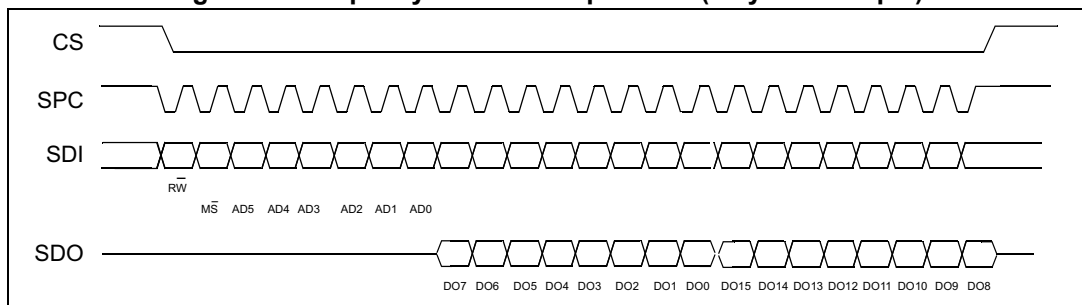 CS
SPC
SDI
RW̅
MS̅ AD5 AD4 AD3 AD2 AD1 AD0
SDO
DO7 DO6 DO5 DO4 DO3 DO2 DO1 DO0 DO15 DO14 DO13 DO12 DO11 DO10 DO9 DO8